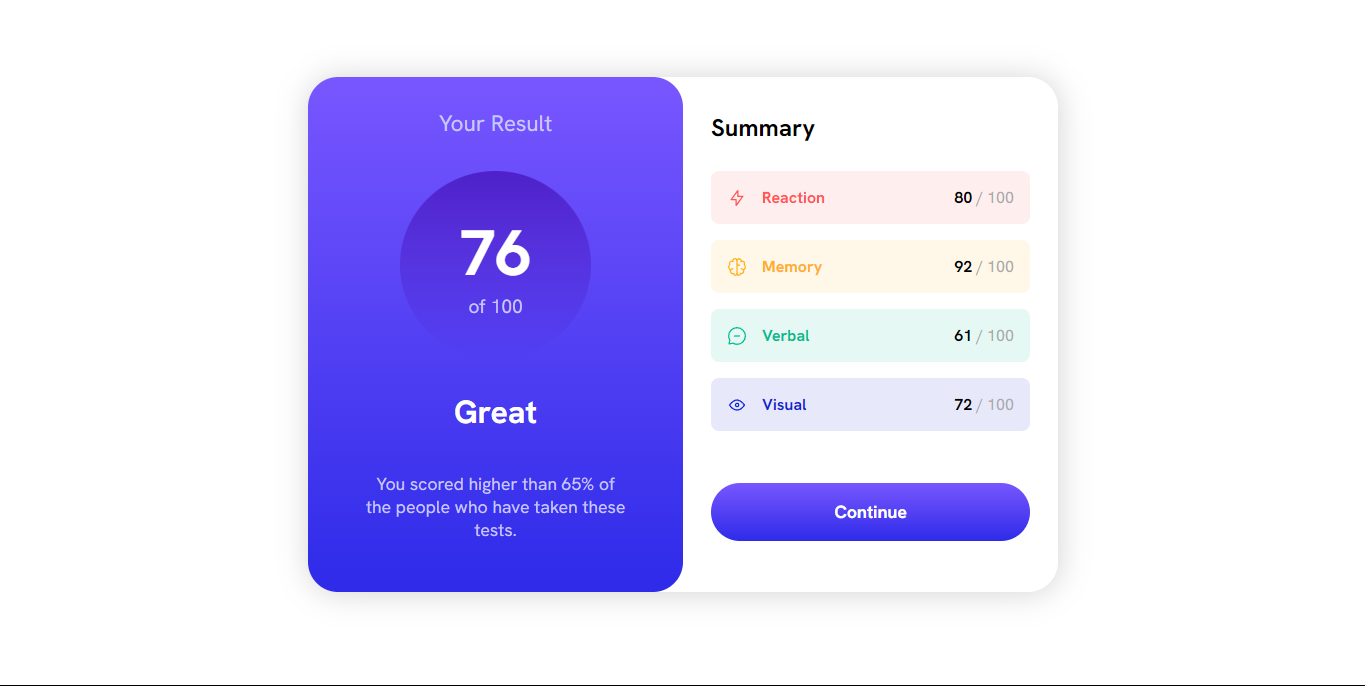 Your Result
76
of 100
Great
You scored higher than 65% of
the people who have taken these
tests.
Summary
Reaction 80 / 100
Memory 92 / 100
Verbal 61 / 100
Visual 72 / 100
Continue